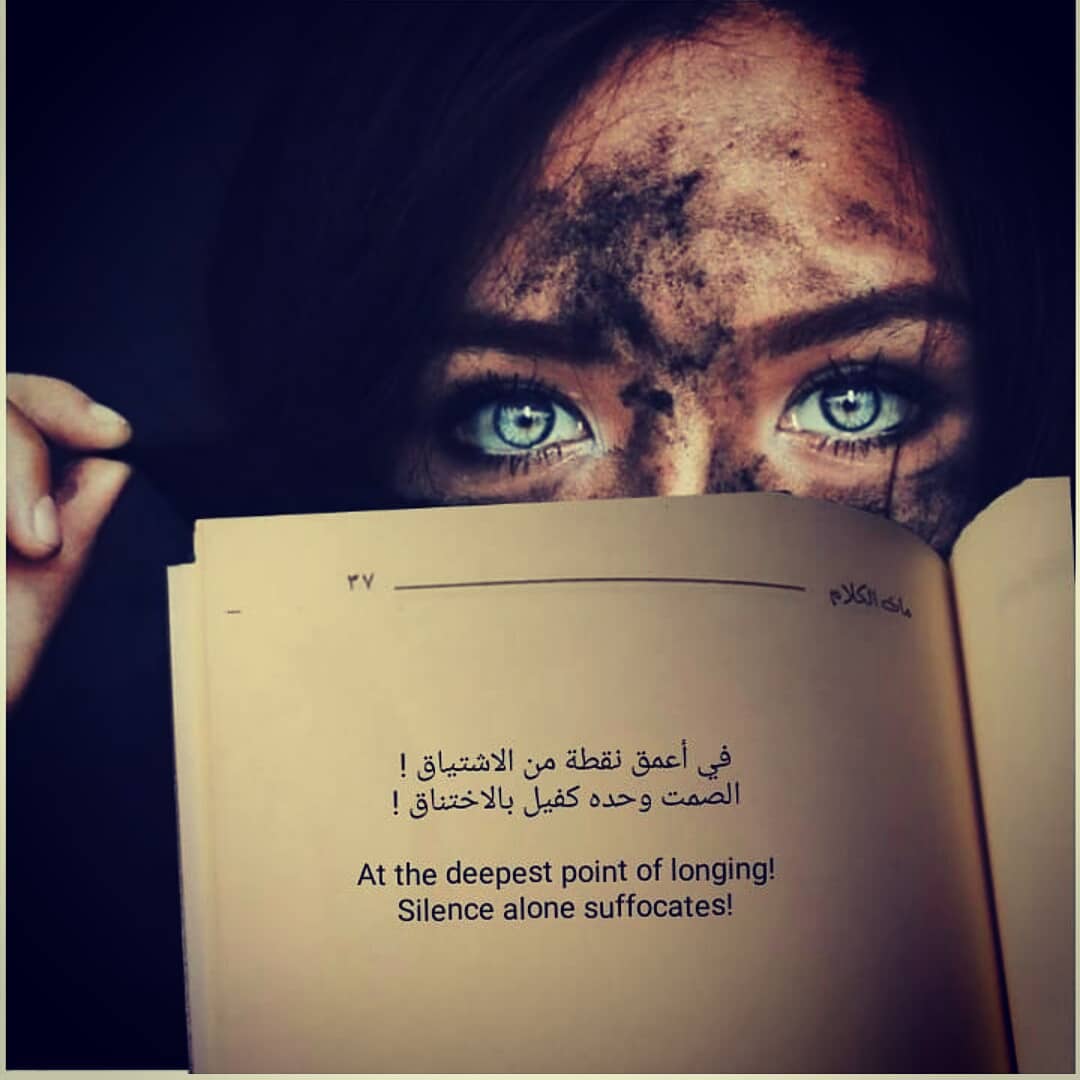 مات الكلام ٣٧
في أعمق نقطة من الاشتياق !
الصمت وحده كفيل بالاختناق !
At the deepest point of longing!
Silence alone suffocates!